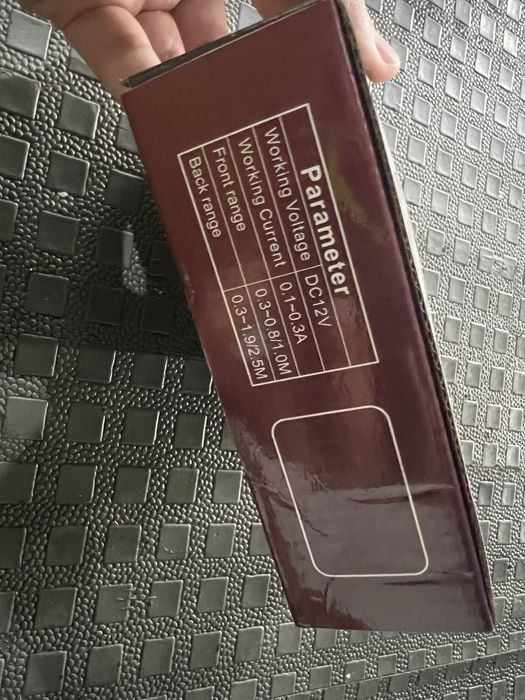 Parameter
Working Voltage DC12V
Working Current 0.1~0.3A
Front range 0.3~0.8/1.0M
Back range 0.3~1.9/2.5M